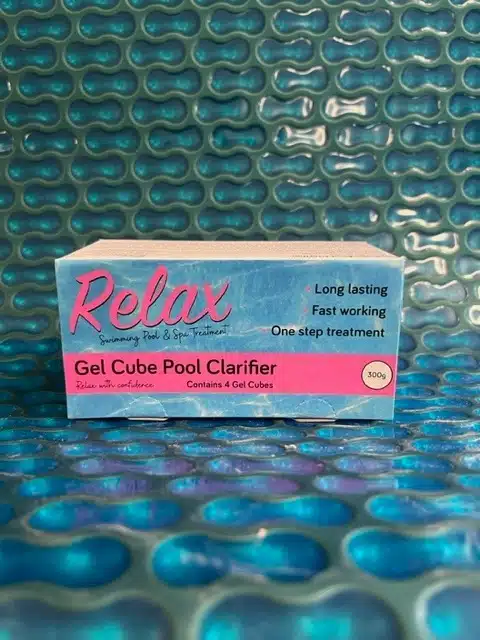 Relax
Swimming Pool & Spa Treatment
Long lasting
Fast working
One step treatment
Gel Cube Pool Clarifier
Relax with confidence
Contains 4 Gel Cubes
300g